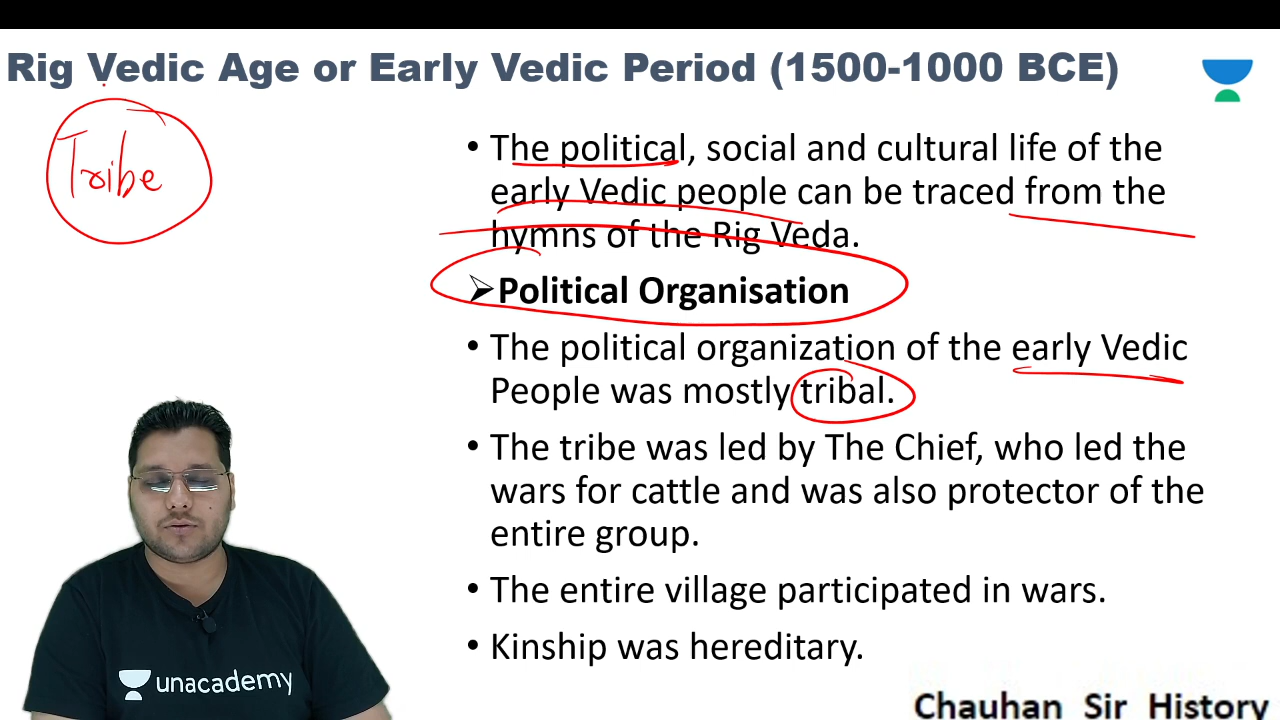 Rig Vedic Age or Early Vedic Period (1500-1000 BCE)
Tribe
• The political, social and cultural life of the
early Vedic people can be traced from the
hymns of the Rig Veda.
➢Political Organisation
• The political organization of the early Vedic
People was mostly tribal.
• The tribe was led by The Chief, who led the
wars for cattle and was also protector of the
entire group.
• The entire village participated in wars.
• Kinship was hereditary.
unacademy
Chauhan Sir History